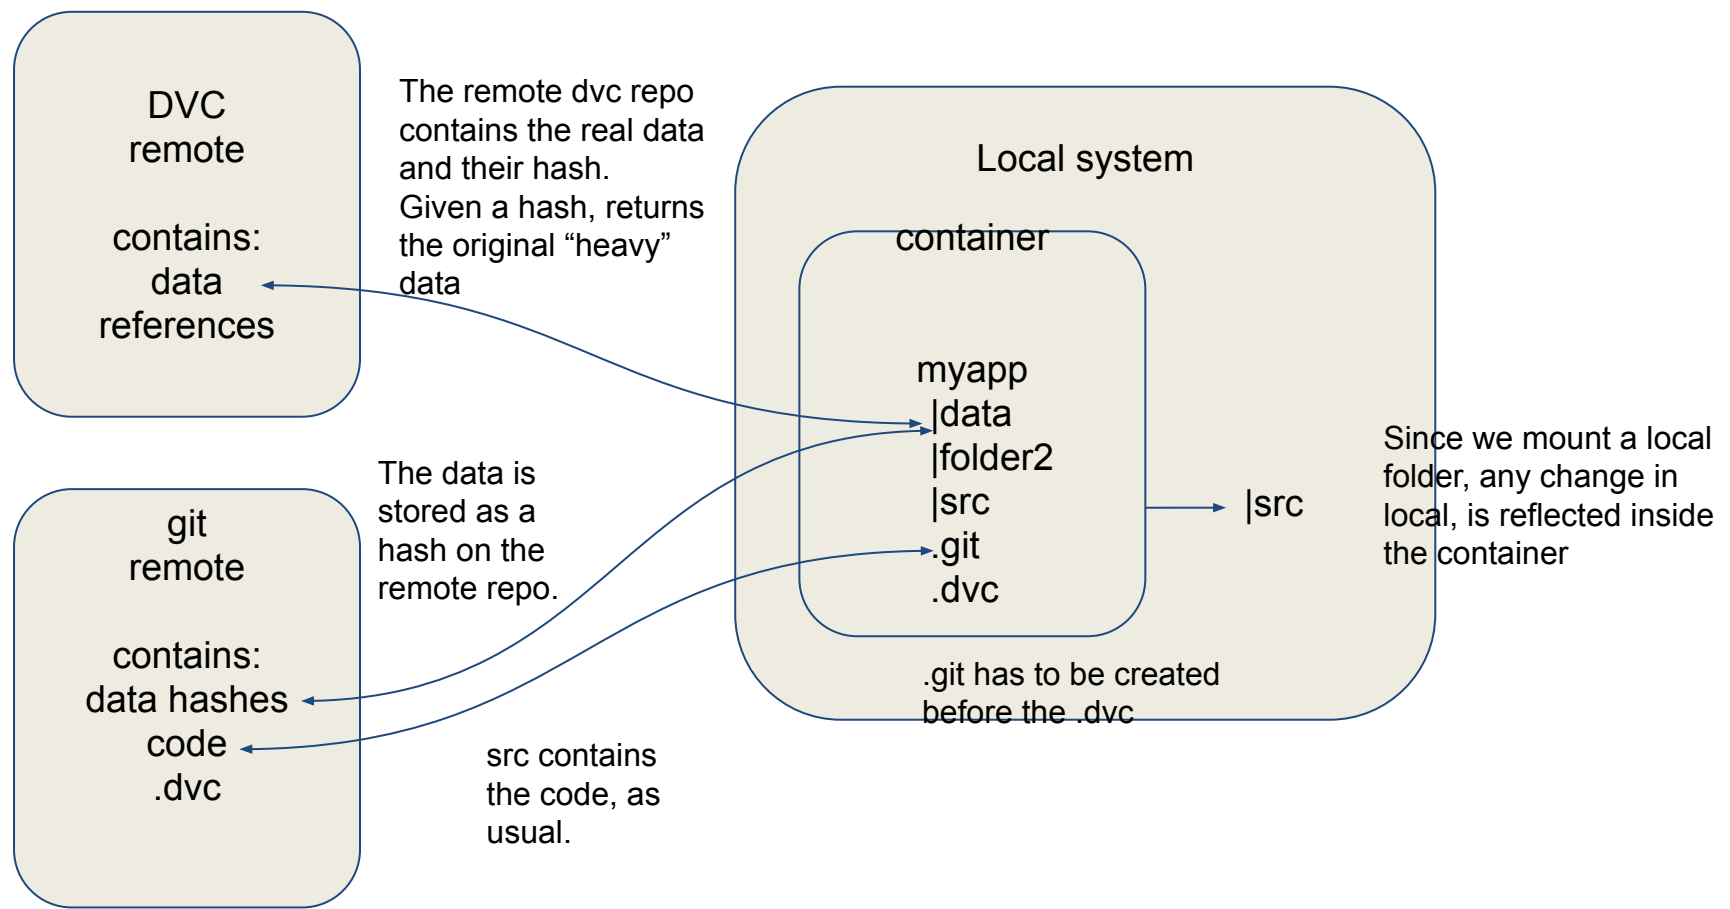 DVC
remote
contains:
data
references
The remote dvc repo
contains the real data
and their hash.
Given a hash, returns
the original “heavy”
data
git
remote
contains:
data hashes
code
.dvc
The data is
stored as a
hash on the
remote repo.
src contains
the code, as
usual.
Local system
container
myapp
|data
|folder2
|src
.git
.dvc
|src
.git has to be created
before the .dvc
Since we mount a local
folder, any change in
local, is reflected inside
the container